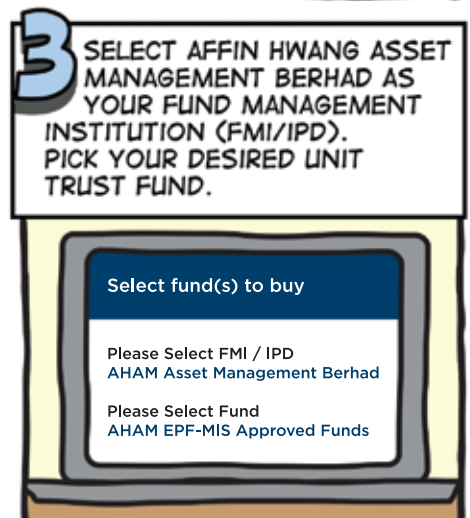 3
SELECT AFFIN HWANG ASSET
MANAGEMENT BERHAD AS
YOUR FUND MANAGEMENT
INSTITUTION (FMI/IPD).
PICK YOUR DESIRED UNIT
TRUST FUND.
Select fund(s) to buy
Please Select FMI / IPD
AHAM Asset Management Berhad
Please Select Fund
AHAM EPF-MIS Approved Funds